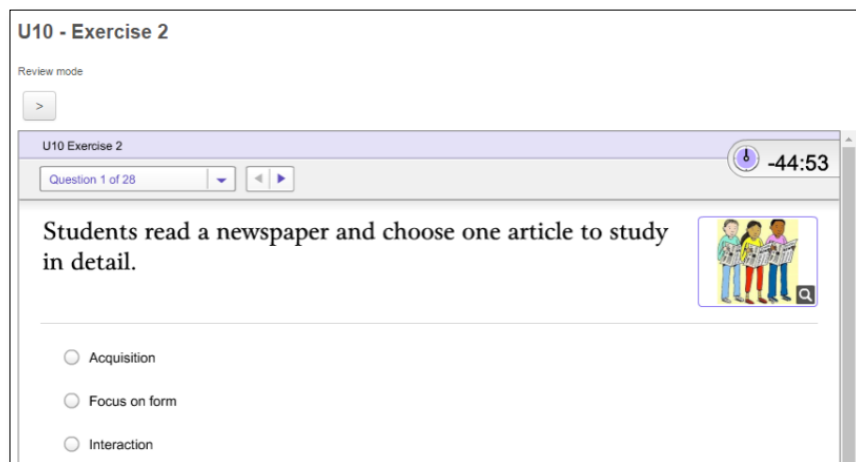 U10 - Exercise 2
Review mode
>
U10 Exercise 2
-44:53
Question 1 of 28
Students read a newspaper and choose one article to study
in detail.
Acquisition
Focus on form
Interaction